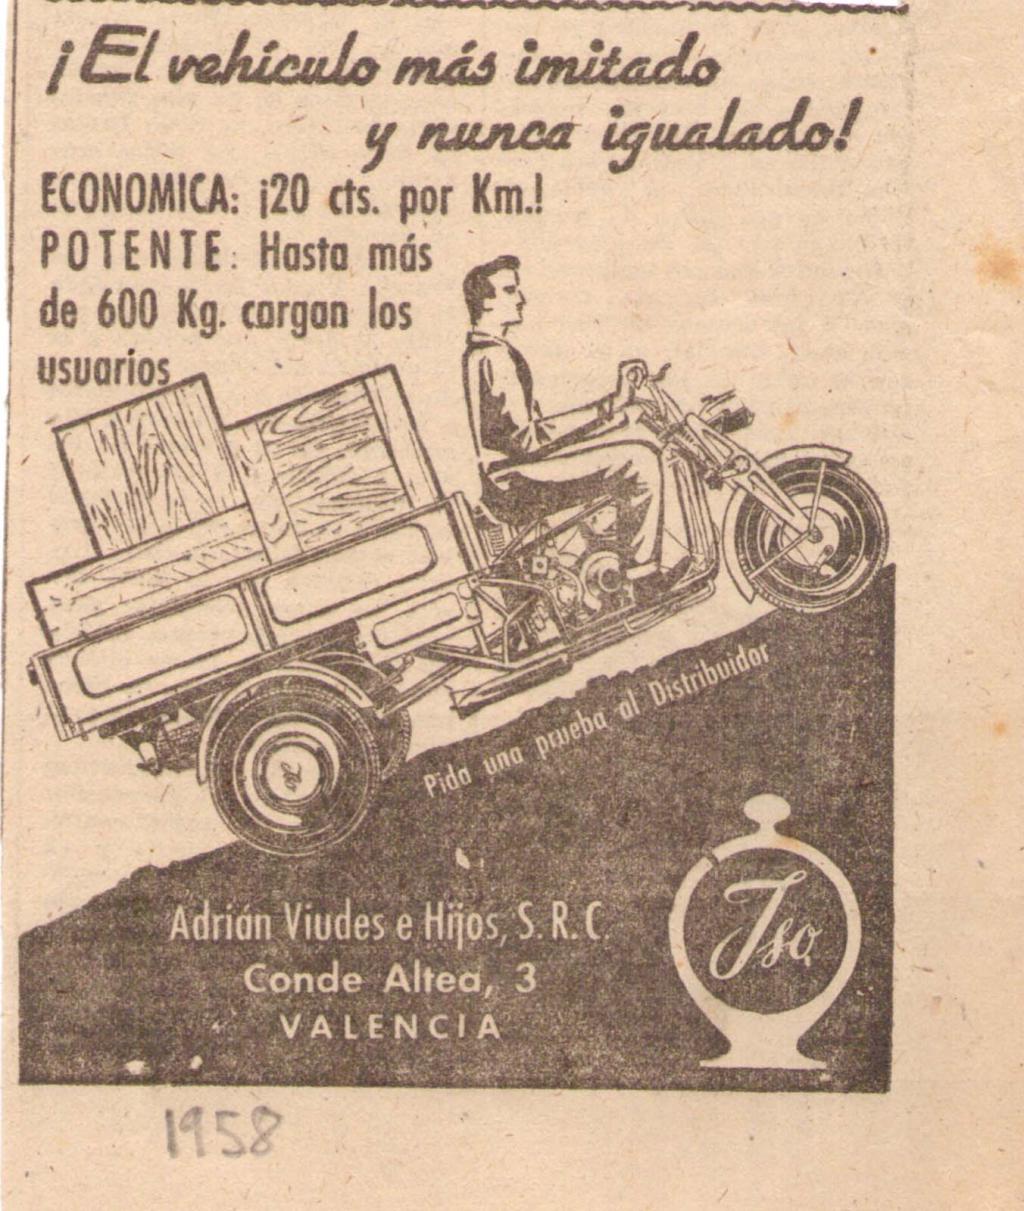 ¡El vehículo más imitado
y nunca igualado!
ECONOMICA: ¡20 cts. por Km.!
POTENTE: Hasta más
de 600 Kg. cargan los
usuarios
Iso
Pida una prueba al Distribuidor
Adrián Viudes e Hijos, S. R. C.
Conde Altea, 3
VALENCIA
Iso
1958